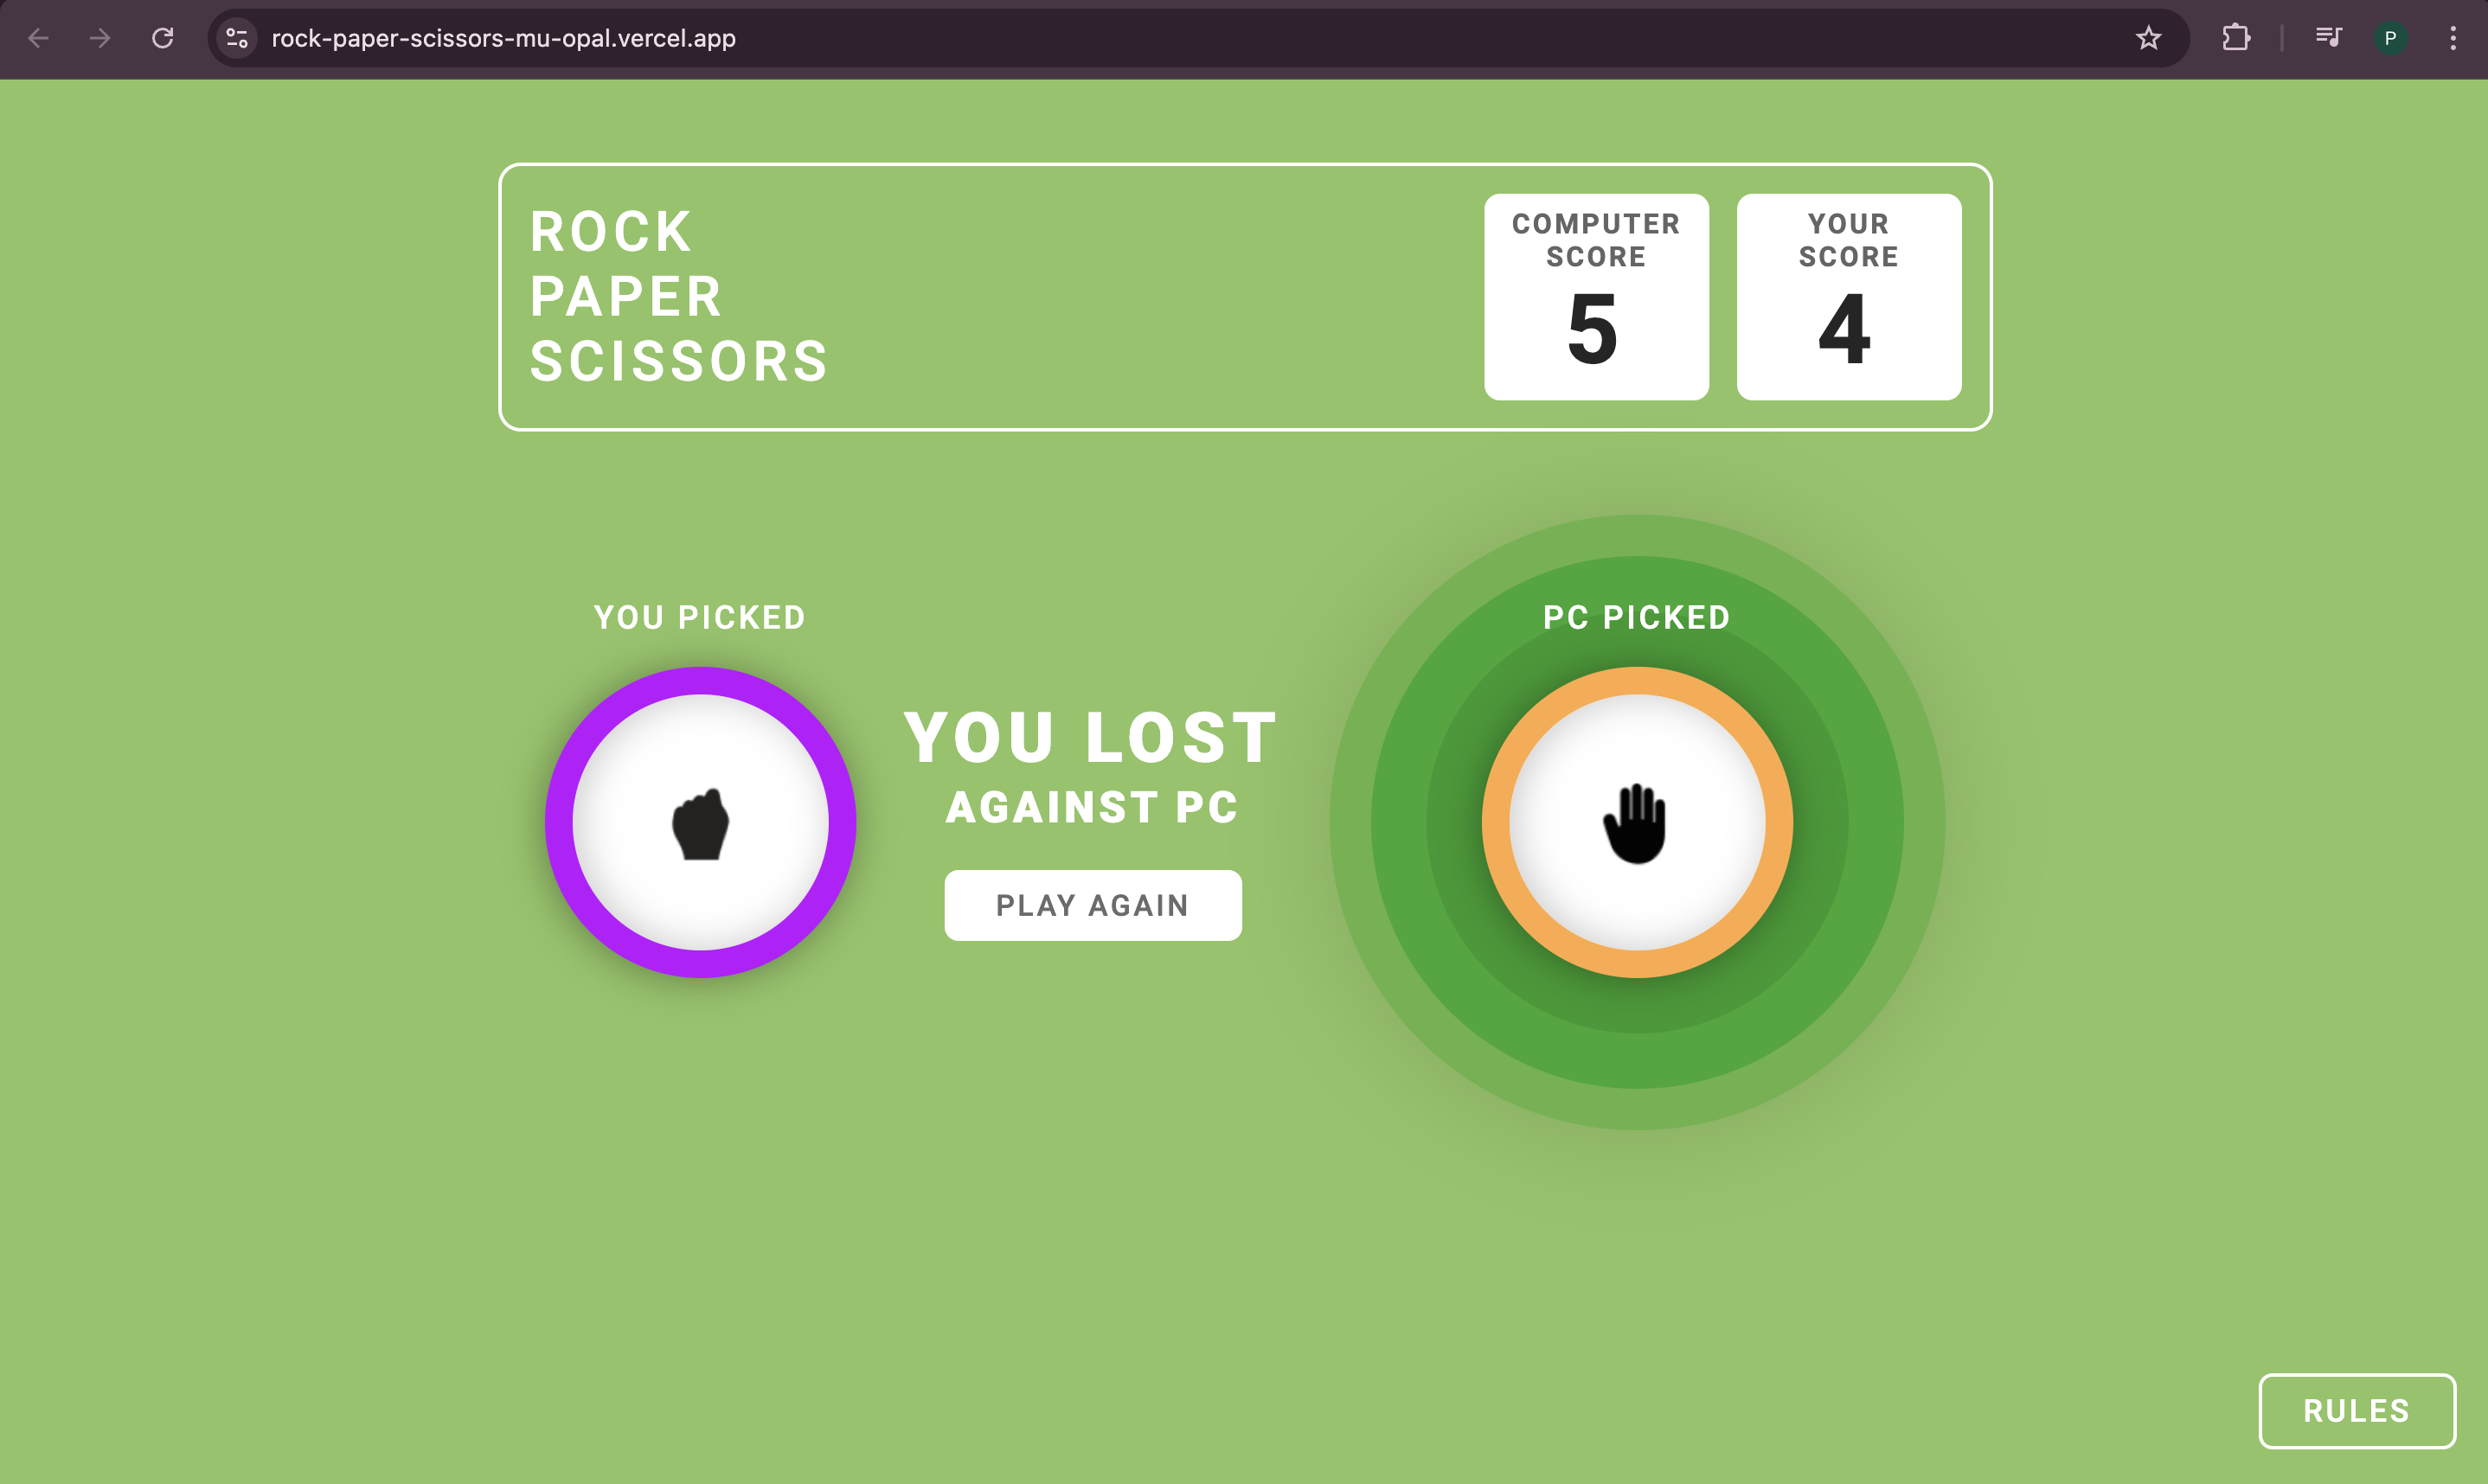 rock-paper-scissors-mu-opal.vercel.app
P
ROCK
PAPER
SCISSORS
COMPUTER
SCORE
5
YOUR
SCORE
4
YOU PICKED
YOU LOST
AGAINST PC
PLAY AGAIN
PC PICKED
RULES